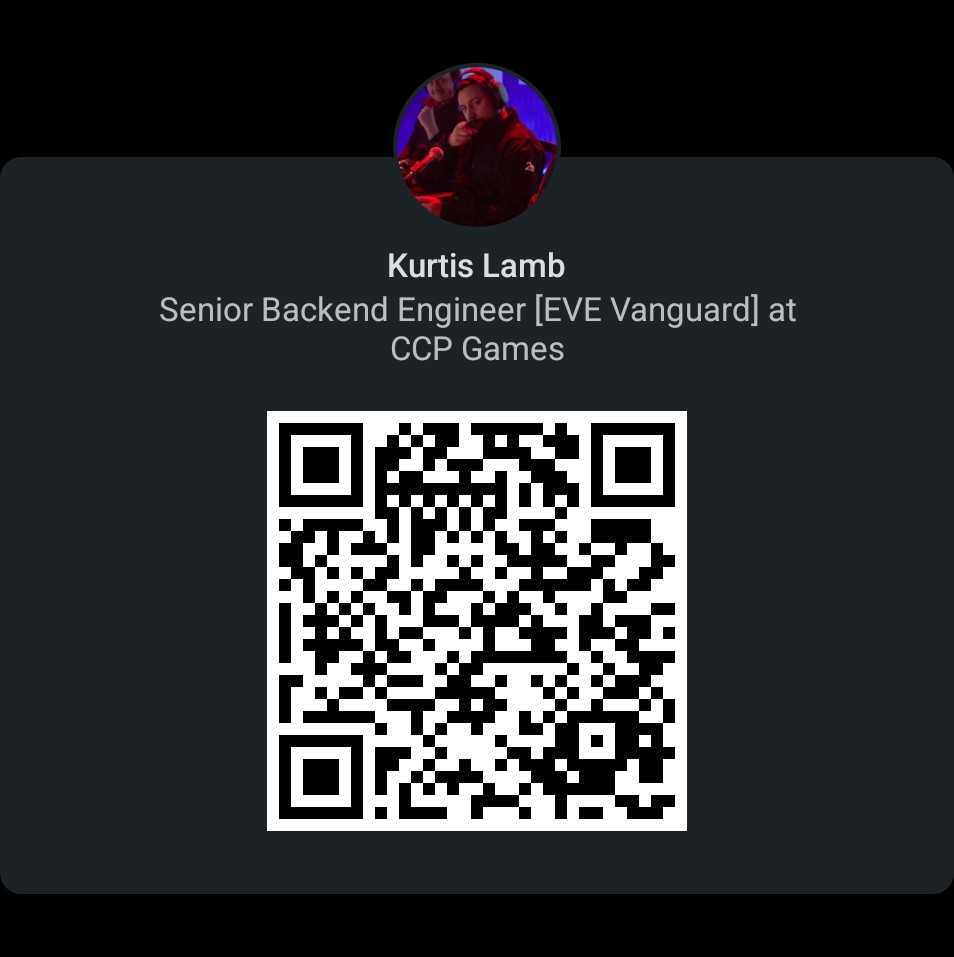 Kurtis Lamb
Senior Backend Engineer [EVE Vanguard] at
CCP Games